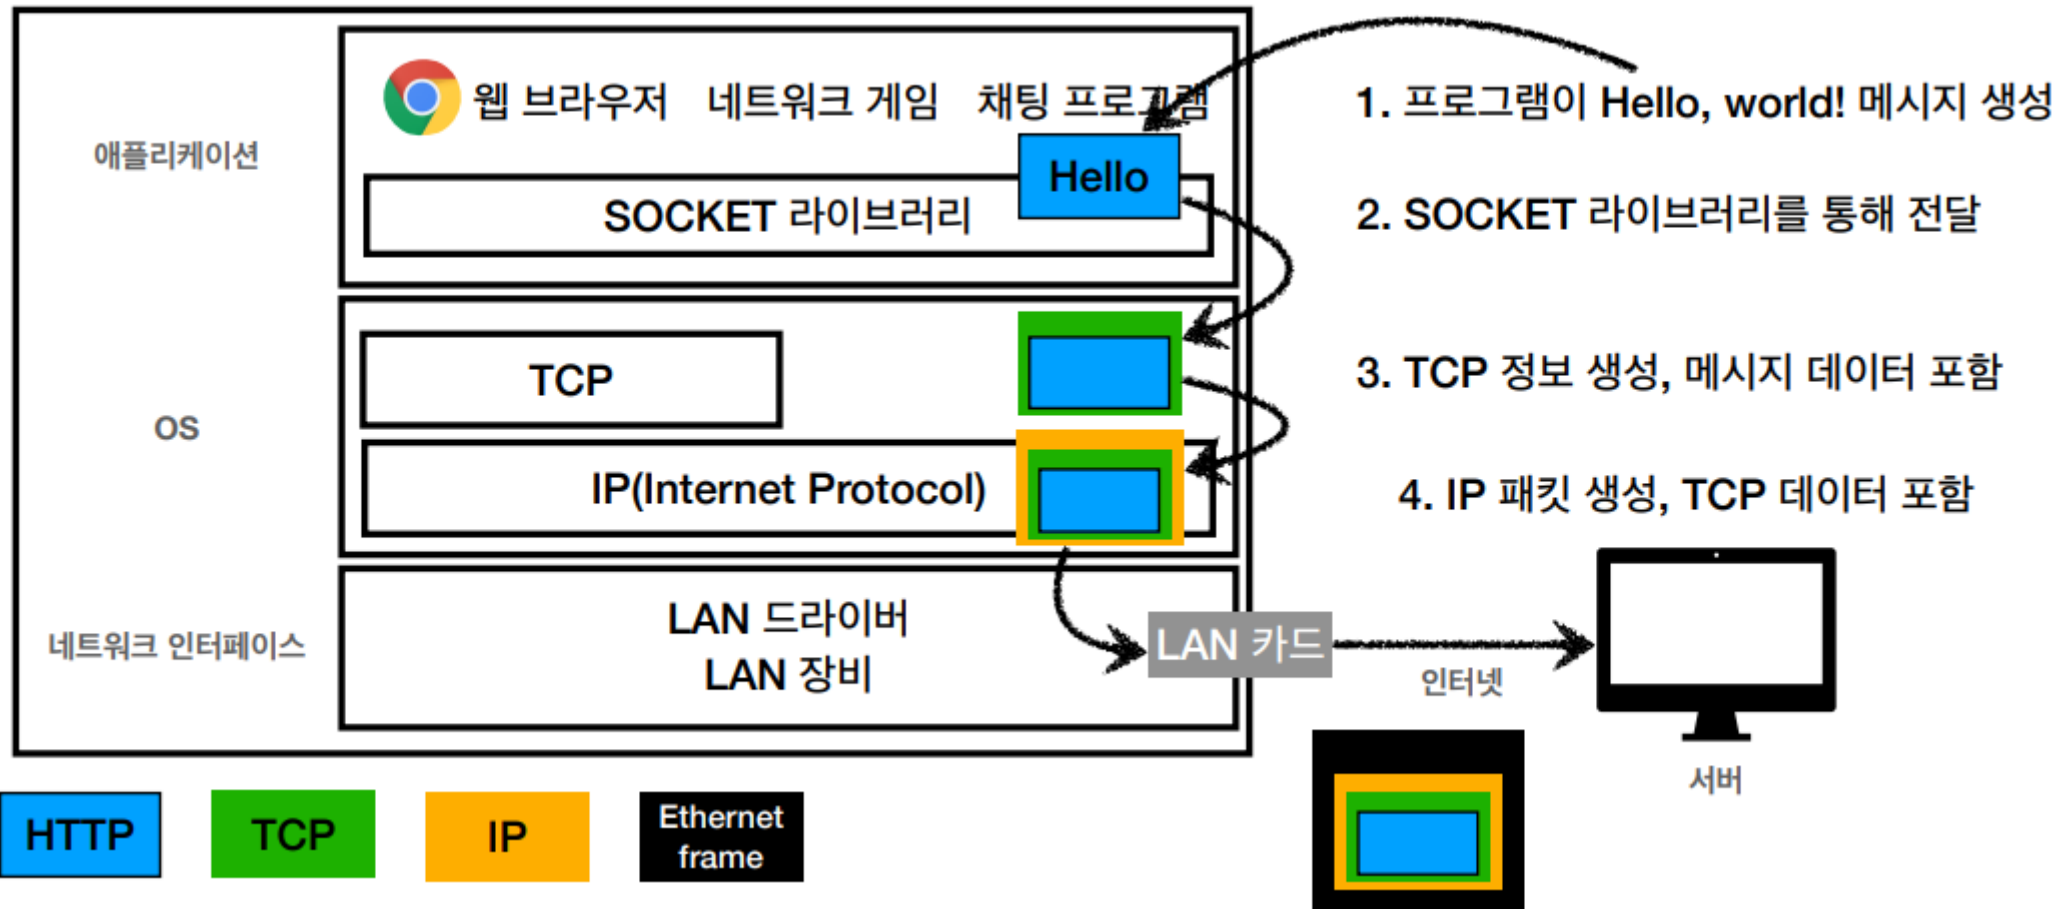 웹 브라우저 네트워크 게임 채팅 프로그램
애플리케이션
Hello
SOCKET 라이브러리
1. 프로그램이 Hello, world! 메시지 생성
2. SOCKET 라이브러리를 통해 전달
OS
TCP
IP(Internet Protocol)
3. TCP 정보 생성, 메시지 데이터 포함
4. IP 패킷 생성, TCP 데이터 포함
네트워크 인터페이스
LAN 드라이버
LAN 장비
LAN 카드
인터넷
서버
HTTP
TCP
IP
Ethernet
frame